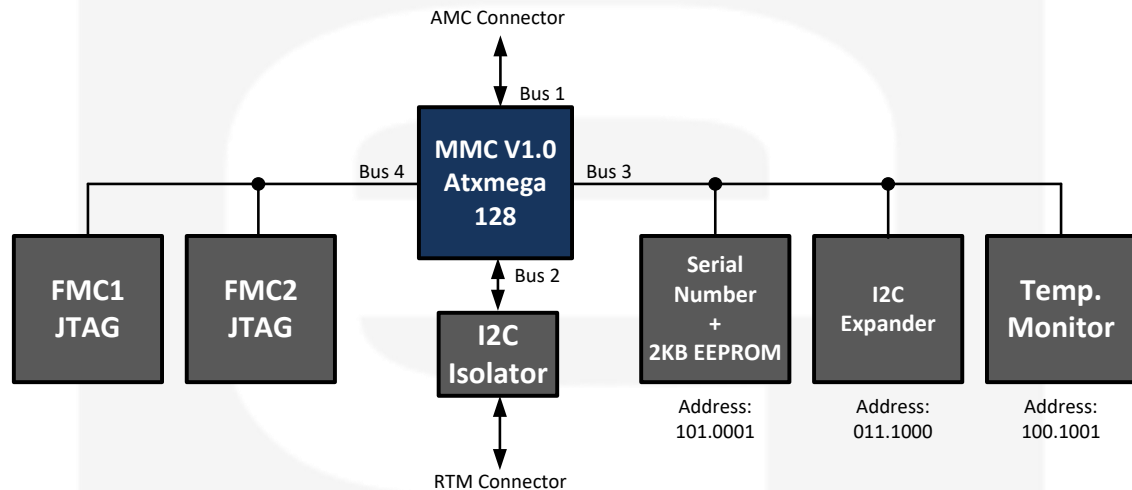 AMC Connector
Bus 1
MMC V1.0
Atxmega
128
Bus 4
Bus 3
Bus 2
FMC1
JTAG
FMC2
JTAG
I2C
Isolator
Serial
Number
+
2KB EEPROM
I2C
Expander
Temp.
Monitor
Address:
101.0001
Address:
011.1000
Address:
100.1001
RTM Connector